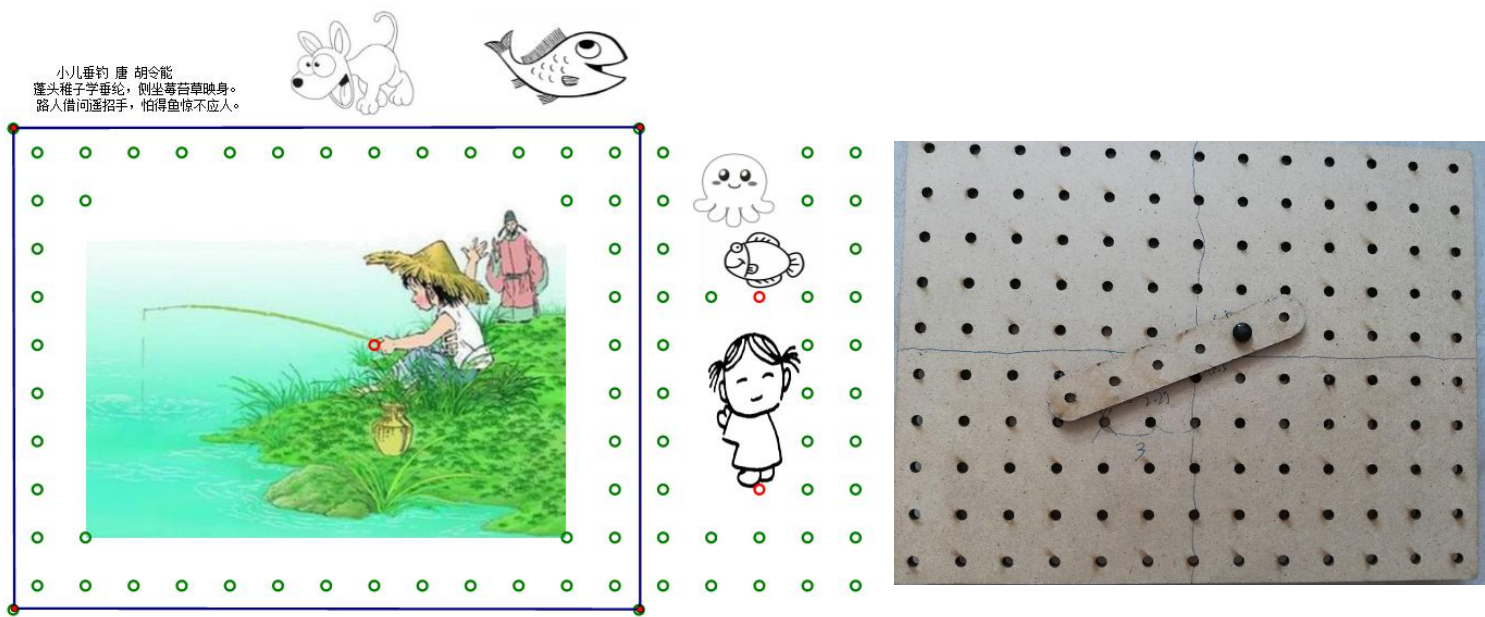 小儿垂钓 唐 胡令能
蓬头稚子学垂纶，侧坐莓苔草映身。
路人借问遥招手，怕得鱼惊不应人。
3